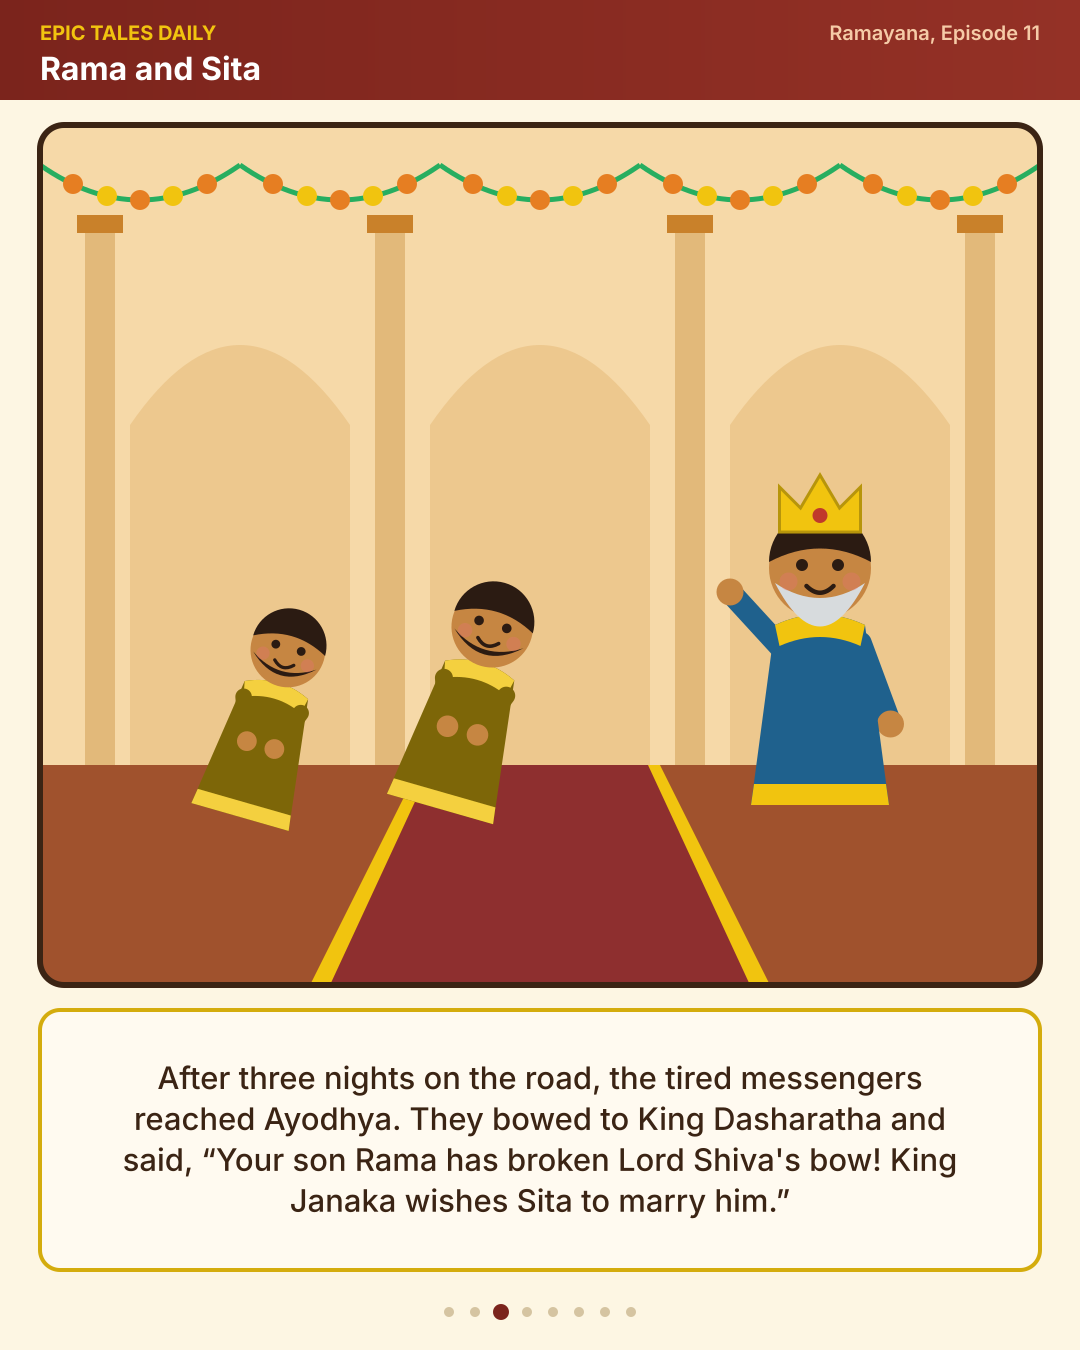 EPIC TALES DAILY
Rama and Sita
Ramayana, Episode 11
After three nights on the road, the tired messengers
reached Ayodhya. They bowed to King Dasharatha and
said, “Your son Rama has broken Lord Shiva's bow! King
Janaka wishes Sita to marry him.”